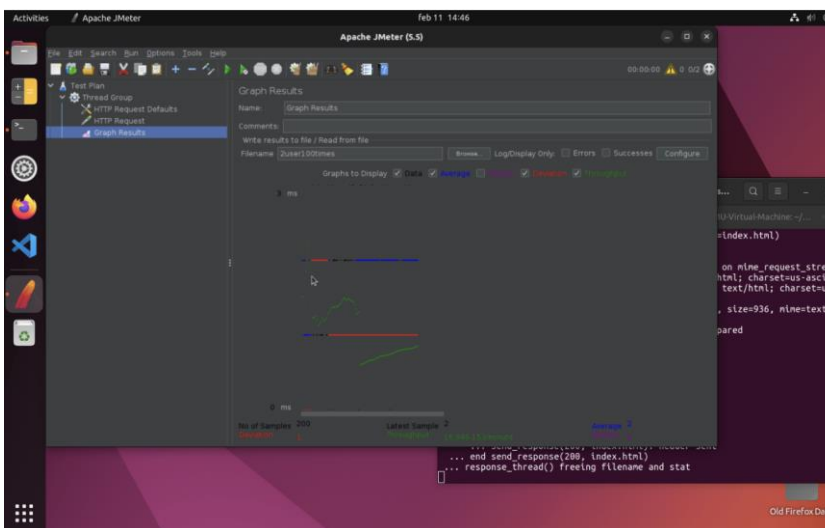 Activities
Apache JMeter
feb 11 14:46
Apache JMeter (5.5)
File Edit Search Run Options Tools Help
00:00:00 0 0/2
Test Plan
Thread Group
HTTP Request Defaults
HTTP Request
Graph Results
Graph Results
Name: Graph Results
Comments:
Write results to file / Read from file
Filename 2user100times Browse... Log/Display Only: Errors Successes Configure
Graphs to Display Data Average Deviation Throughput
3 ms
0 ms
No of Samples 200 Latest Sample 2 Average 2
Deviation 1 Throughput
U-Virtual-Machine: ~/...
=index.html)
on mime_request_stre
html; charset=us-asci
text/html; charset=u
, size=936, mime=text
pared
... end send_response(200, index.html)
... response_thread() freeing filename and stat
Old Firefox Da